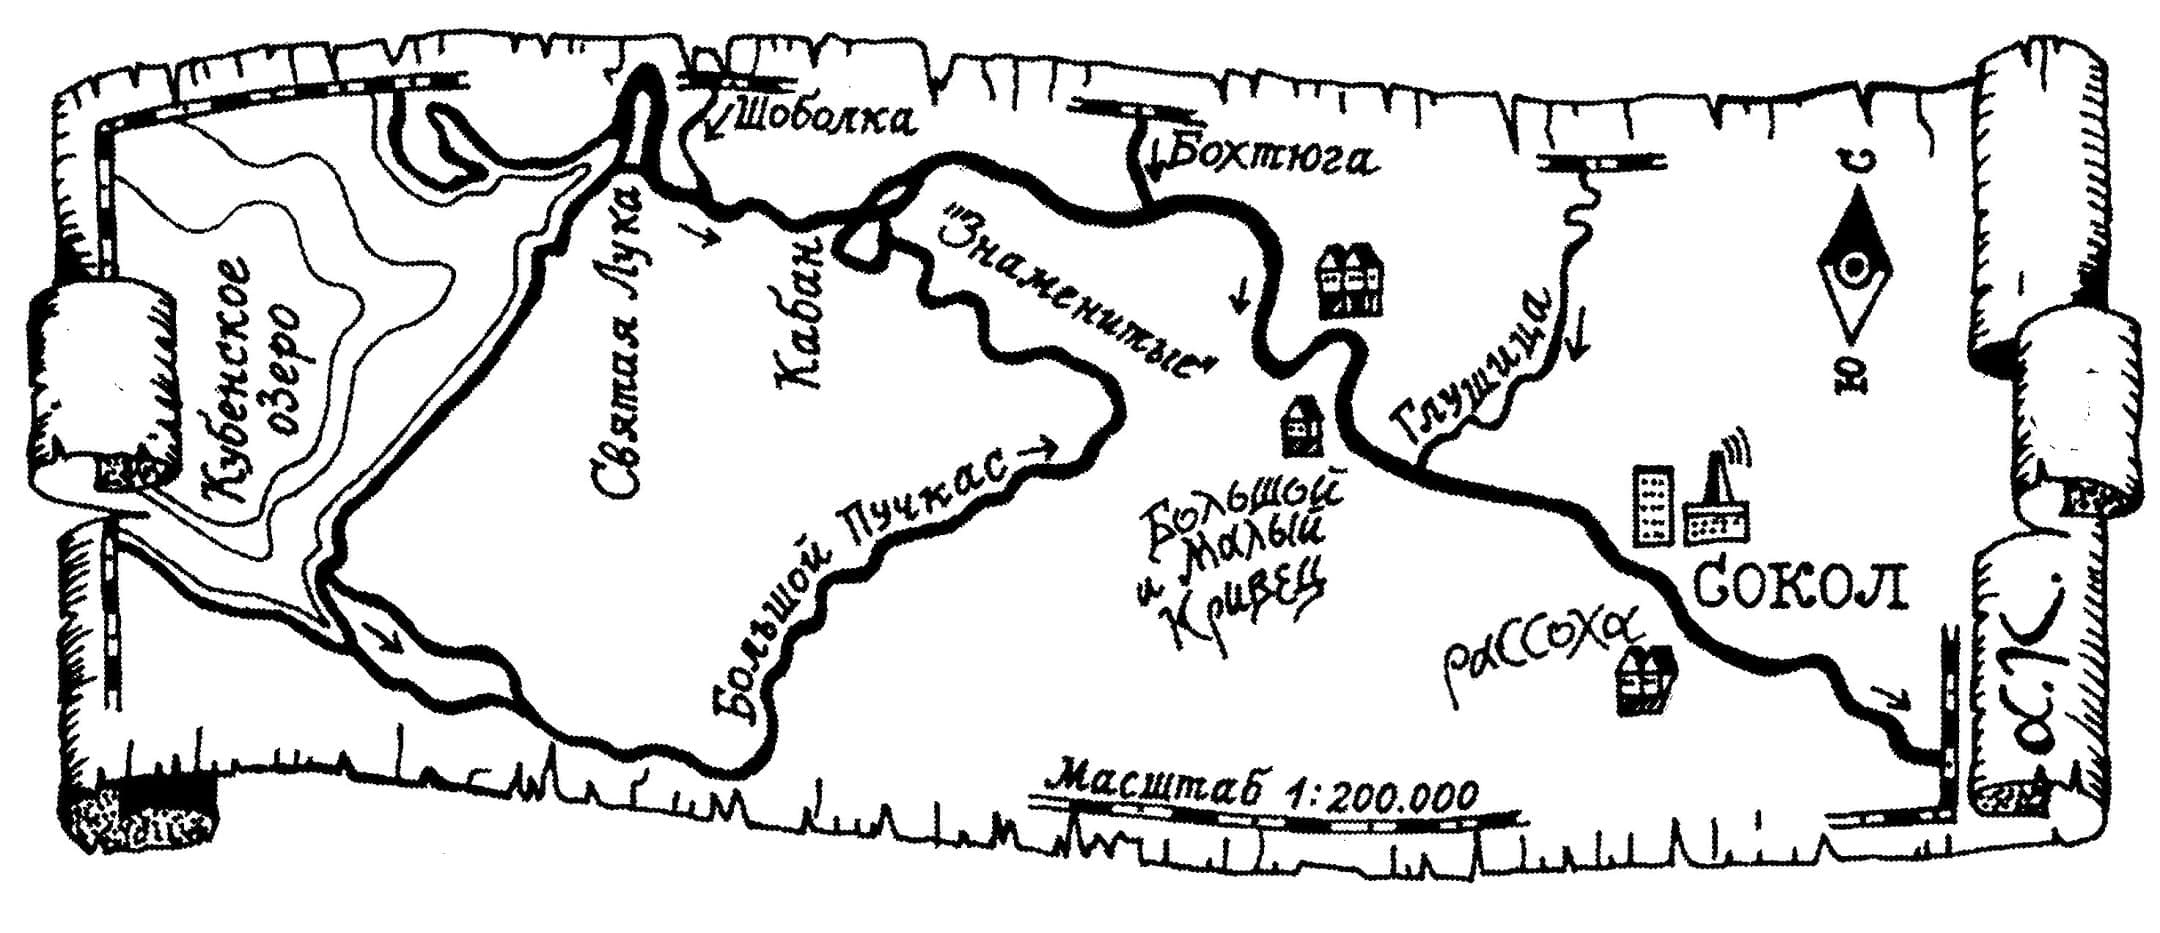 Шоболка
Бохтюга
С
Ю
"Знаменитые"
Кубенское
озеро
Святая Лука
Кабан
Глушица
Большой Пучкас
Большой
и Малый
Кривец
СОКОЛ
Рассоха
Масштаб 1:200.000
А.К.